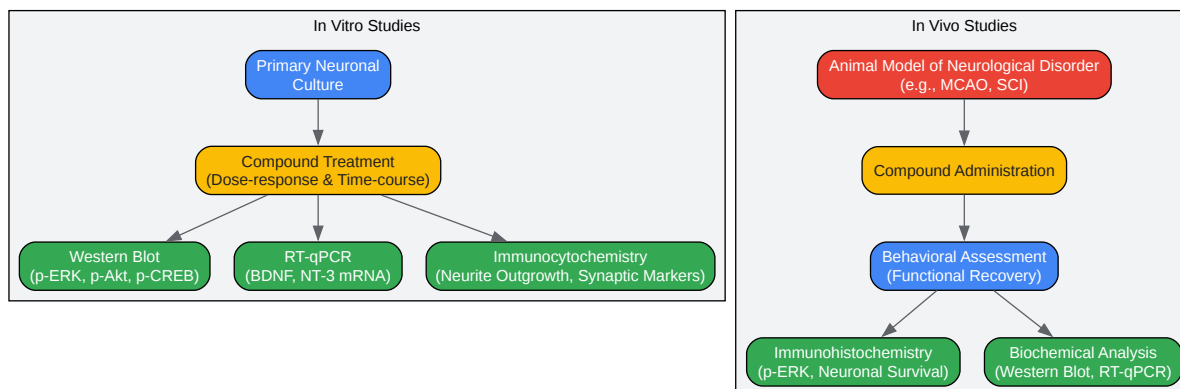 In Vitro Studies
Primary Neuronal
Culture
Compound Treatment
(Dose-response & Time-course)
Western Blot
(p-ERK, p-Akt, p-CREB)
RT-qPCR
(BDNF, NT-3 mRNA)
Immunocytochemistry
(Neurite Outgrowth, Synaptic Markers)
In Vivo Studies
Animal Model of Neurological Disorder
(e.g., MCAO, SCI)
Compound Administration
Behavioral Assessment
(Functional Recovery)
Immunohistochemistry
(p-ERK, Neuronal Survival)
Biochemical Analysis
(Western Blot, RT-qPCR)